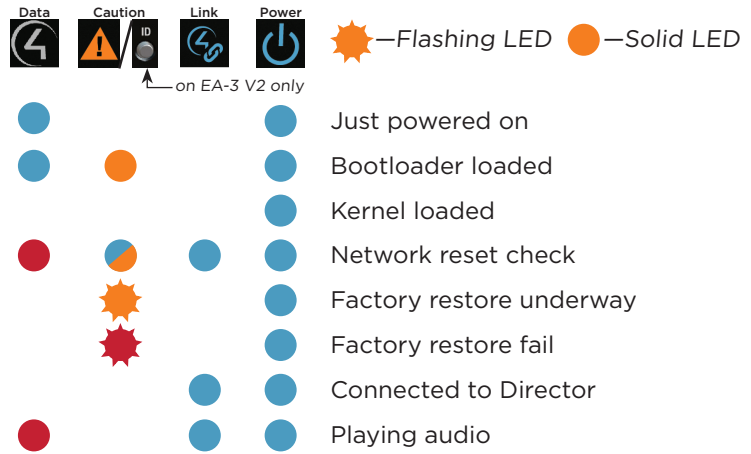 Data Caution Link Power
ID
—Flashing LED —Solid LED
on EA-3 V2 only
Just powered on
Bootloader loaded
Kernel loaded
Network reset check
Factory restore underway
Factory restore fail
Connected to Director
Playing audio